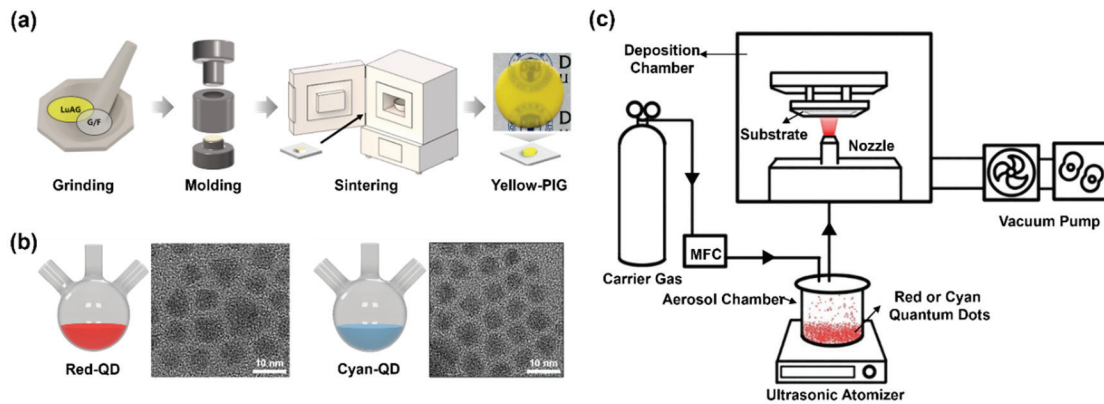 (a)
LuAG
G/F
D
u
D
Grinding
Molding
Sintering
Yellow-PIG
(b)
10 nm
10 nm
Red-QD
Cyan-QD
(c)
Deposition
Chamber
Substrate
Nozzle
Vacuum Pump
MFC
Carrier Gas
Aerosol Chamber
Red or Cyan
Quantum Dots
Ultrasonic Atomizer